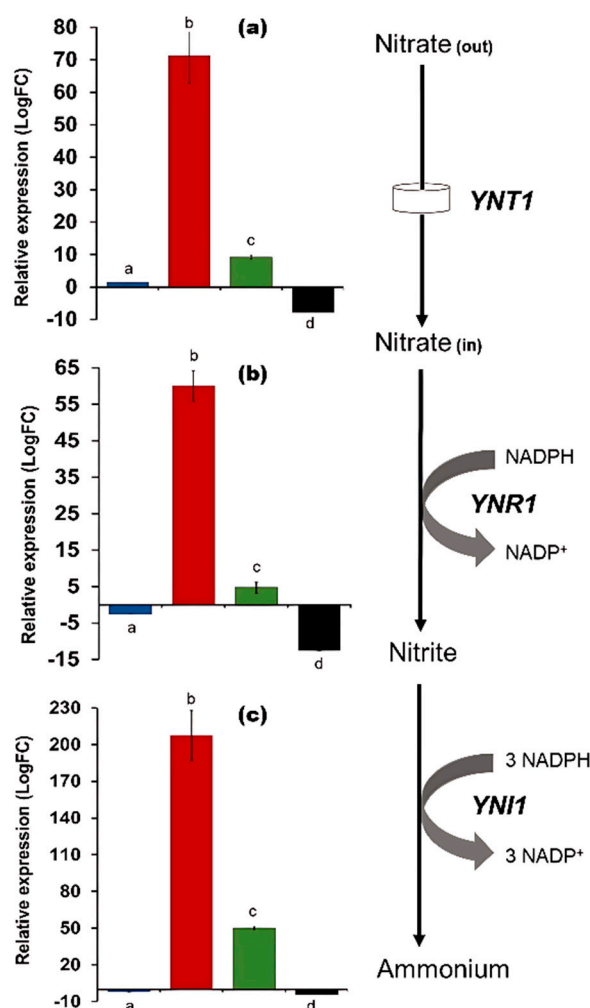 Relative expression (LogFC)
80
70
60
50
40
30
20
10
0
-10
(a)
a
b
c
d
Nitrate (out)
YNT1
Nitrate (in)
Relative expression (LogFC)
65
55
45
35
25
15
5
-5
-15
(b)
a
b
c
d
NADPH
YNR1
NADP⁺
Nitrite
Relative expression (LogFC)
230
200
170
140
110
80
50
20
-10
(c)
a
b
c
d
3 NADPH
YNI1
3 NADP⁺
Ammonium